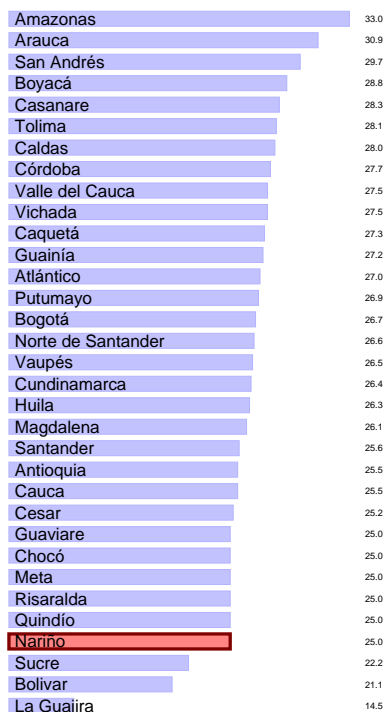 Amazonas 33.0
Arauca 30.9
San Andrés 29.7
Boyacá 28.8
Casanare 28.3
Tolima 28.1
Caldas 28.0
Córdoba 27.7
Valle del Cauca 27.5
Vichada 27.5
Caquetá 27.3
Guainía 27.2
Atlántico 27.0
Putumayo 26.9
Bogotá 26.7
Norte de Santander 26.6
Vaupés 26.5
Cundinamarca 26.4
Huila 26.3
Magdalena 26.1
Santander 25.6
Antioquia 25.5
Cauca 25.5
Cesar 25.2
Guaviare 25.0
Chocó 25.0
Meta 25.0
Risaralda 25.0
Quindío 25.0
Nariño 25.0
Sucre 22.2
Bolivar 21.1
La Guajira 14.5